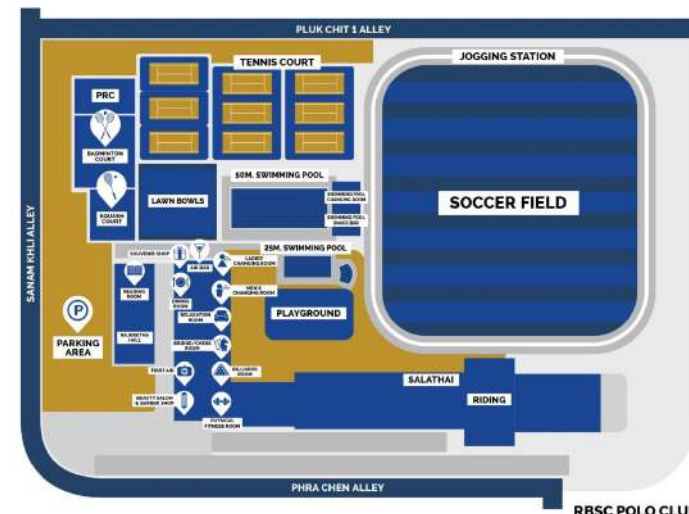 PLUK CHIT 1 ALLEY
TENNIS COURT
JOGGING STATION
PRC
BADMINTON
COURT
50M. SWIMMING POOL
SWIMMING POOL
CHANGING ROOM
SWIMMING POOL
SNACK BAR
LAWN BOWLS
SQUASH
COURT
SOCCER FIELD
SANAM KHLI ALLEY
SOUVENIR SHOP
AIR BAR
LADIES
CHANGING ROOM
25M. SWIMMING POOL
READING
ROOM
DINING
ROOM
MEN'S
CHANGING ROOM
RELAXATION
ROOM
PLAYGROUND
P
PARKING
AREA
HALL
BRIDGE/CHESS
ROOM
FIRST AID
BILLIARDS
ROOM
SALATHAI
RIDING
BEAUTY SALON
& BARBER SHOP
PHYSICAL
FITNESS ROOM
PHRA CHEN ALLEY
RBSC POLO CLU